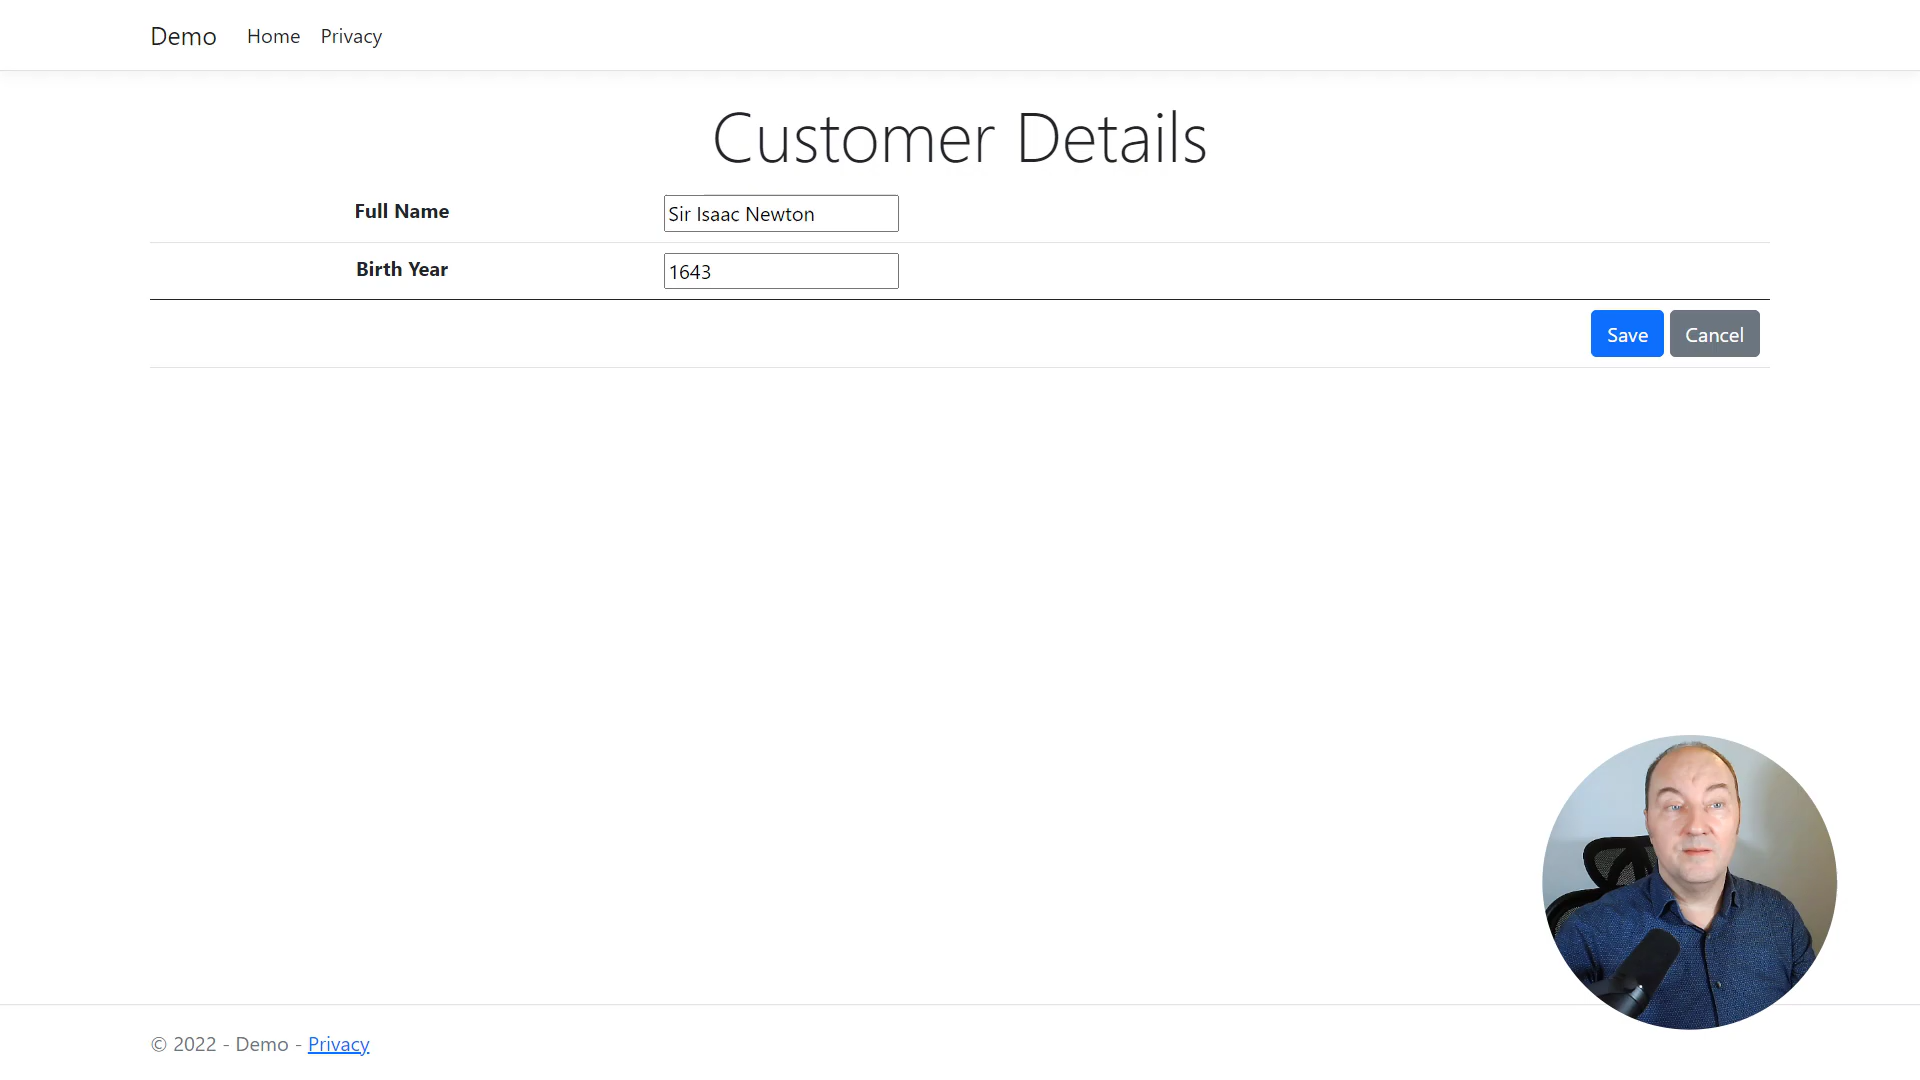 Demo Home Privacy
Customer Details
Full Name Sir Isaac Newton
Birth Year 1643
Save Cancel
© 2022 - Demo - Privacy